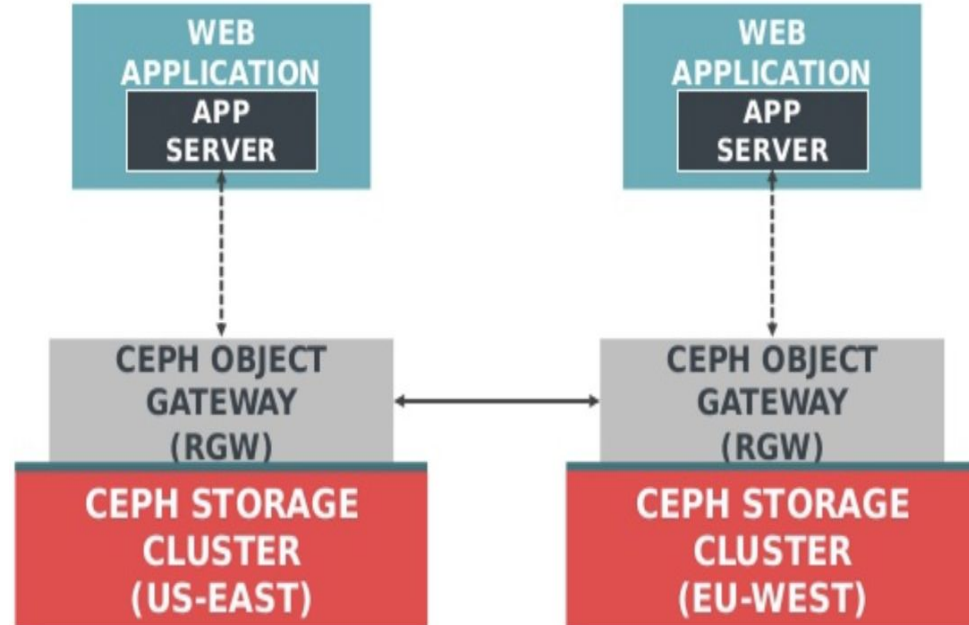 WEB
APPLICATION
APP
SERVER
WEB
APPLICATION
APP
SERVER
CEPH OBJECT
GATEWAY
(RGW)
CEPH OBJECT
GATEWAY
(RGW)
CEPH STORAGE
CLUSTER
(US-EAST)
CEPH STORAGE
CLUSTER
(EU-WEST)